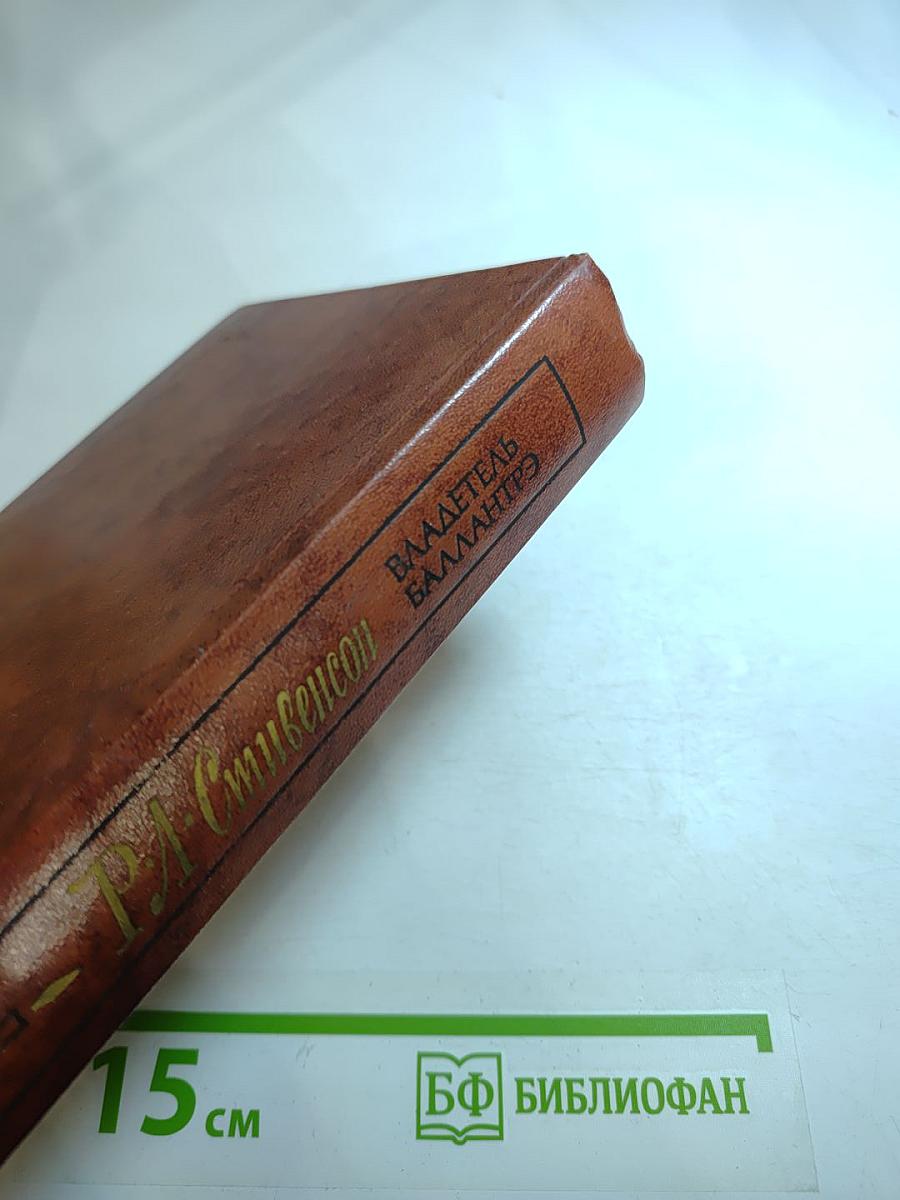 ВЛАДЕТЕЛЬ
БАЛЛАНТРЭ
Р·Л·Стивенсон
15 см
БФ БИБЛИОФАН